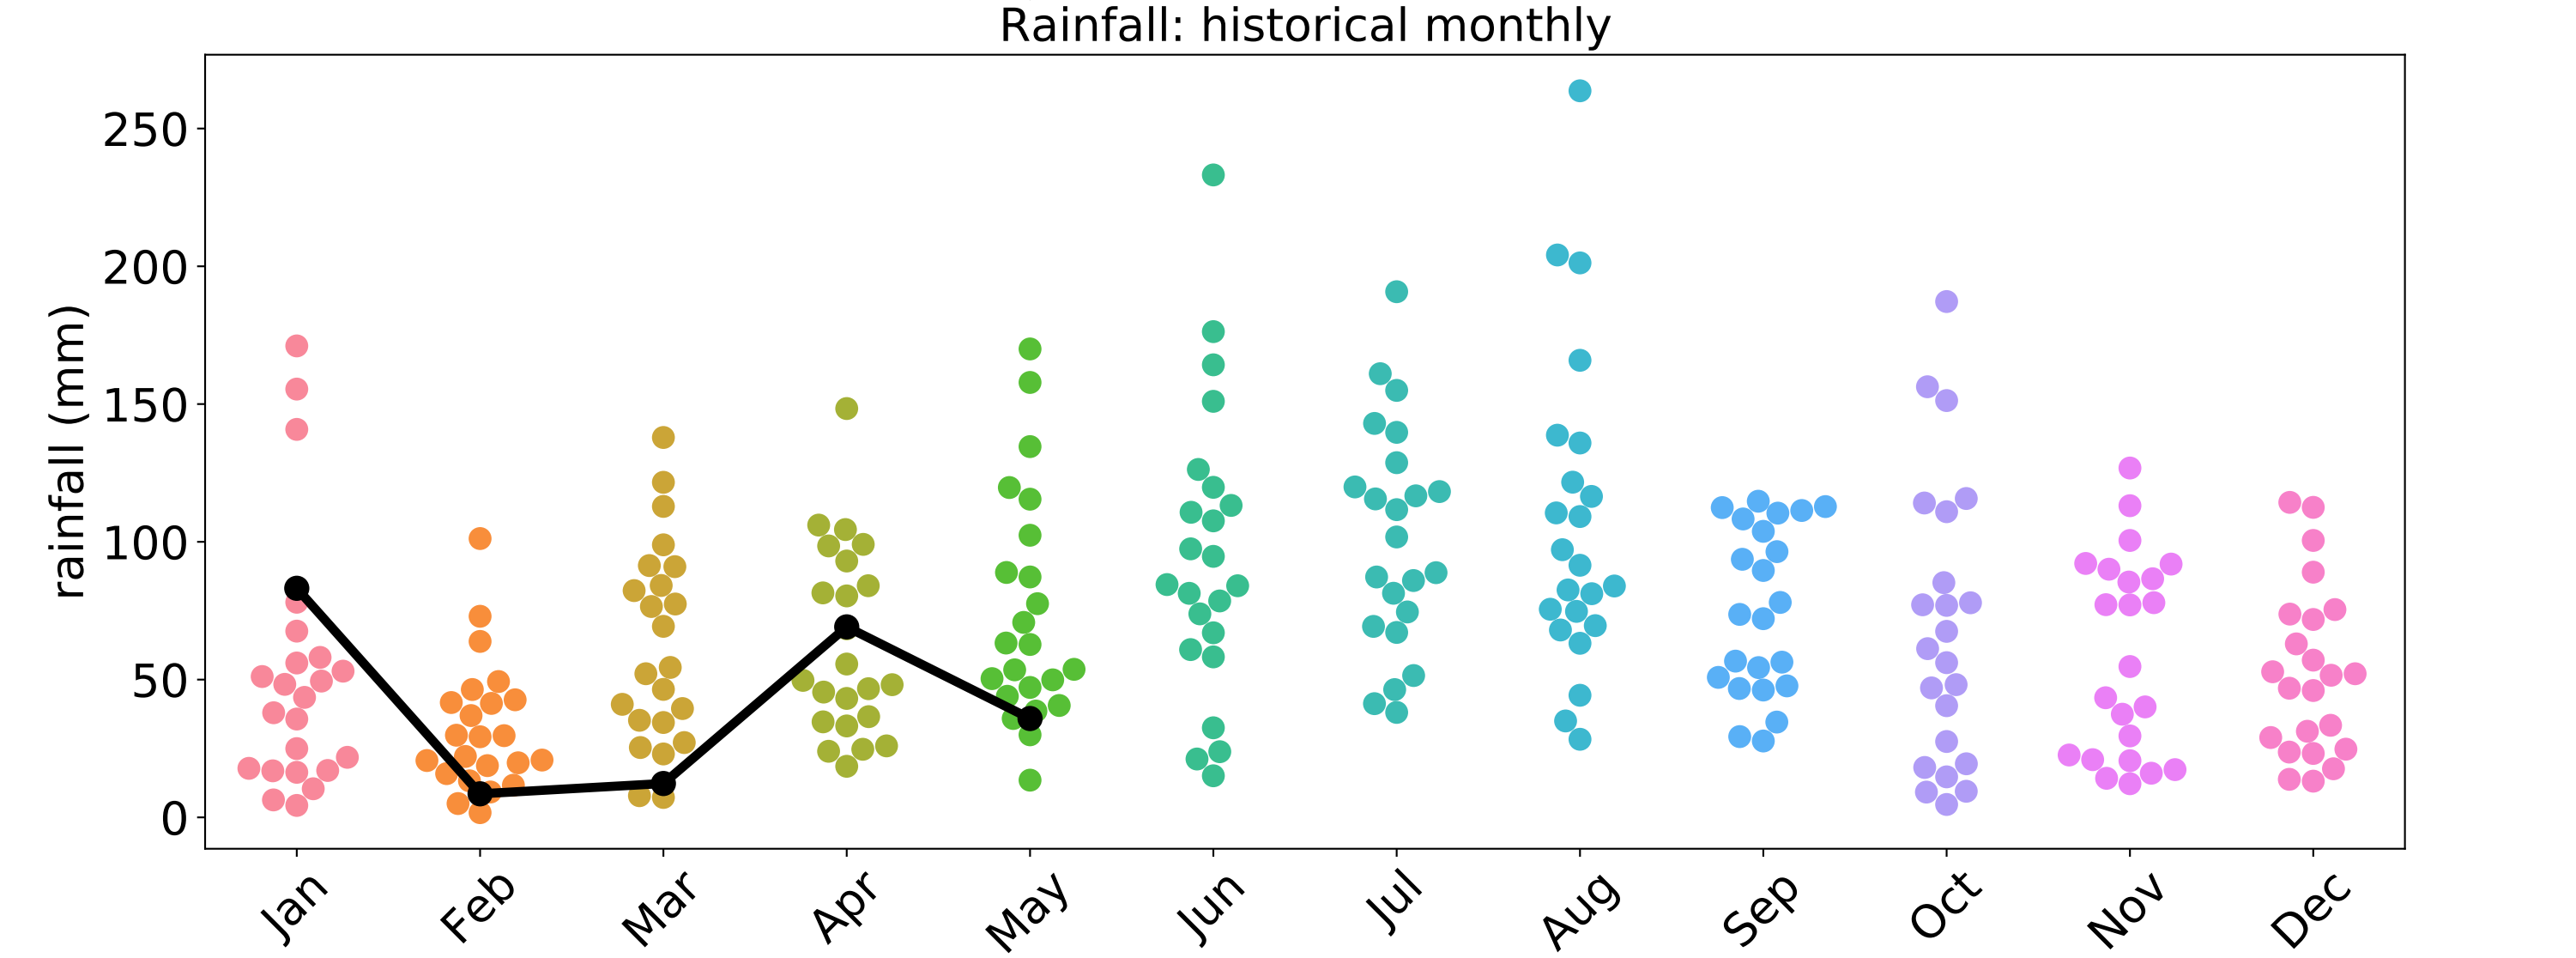 Rainfall: historical monthly
rainfall (mm)
250
200
150
100
50
0
Jan
Feb
Mar
Apr
May
Jun
Jul
Aug
Sep
Oct
Nov
Dec